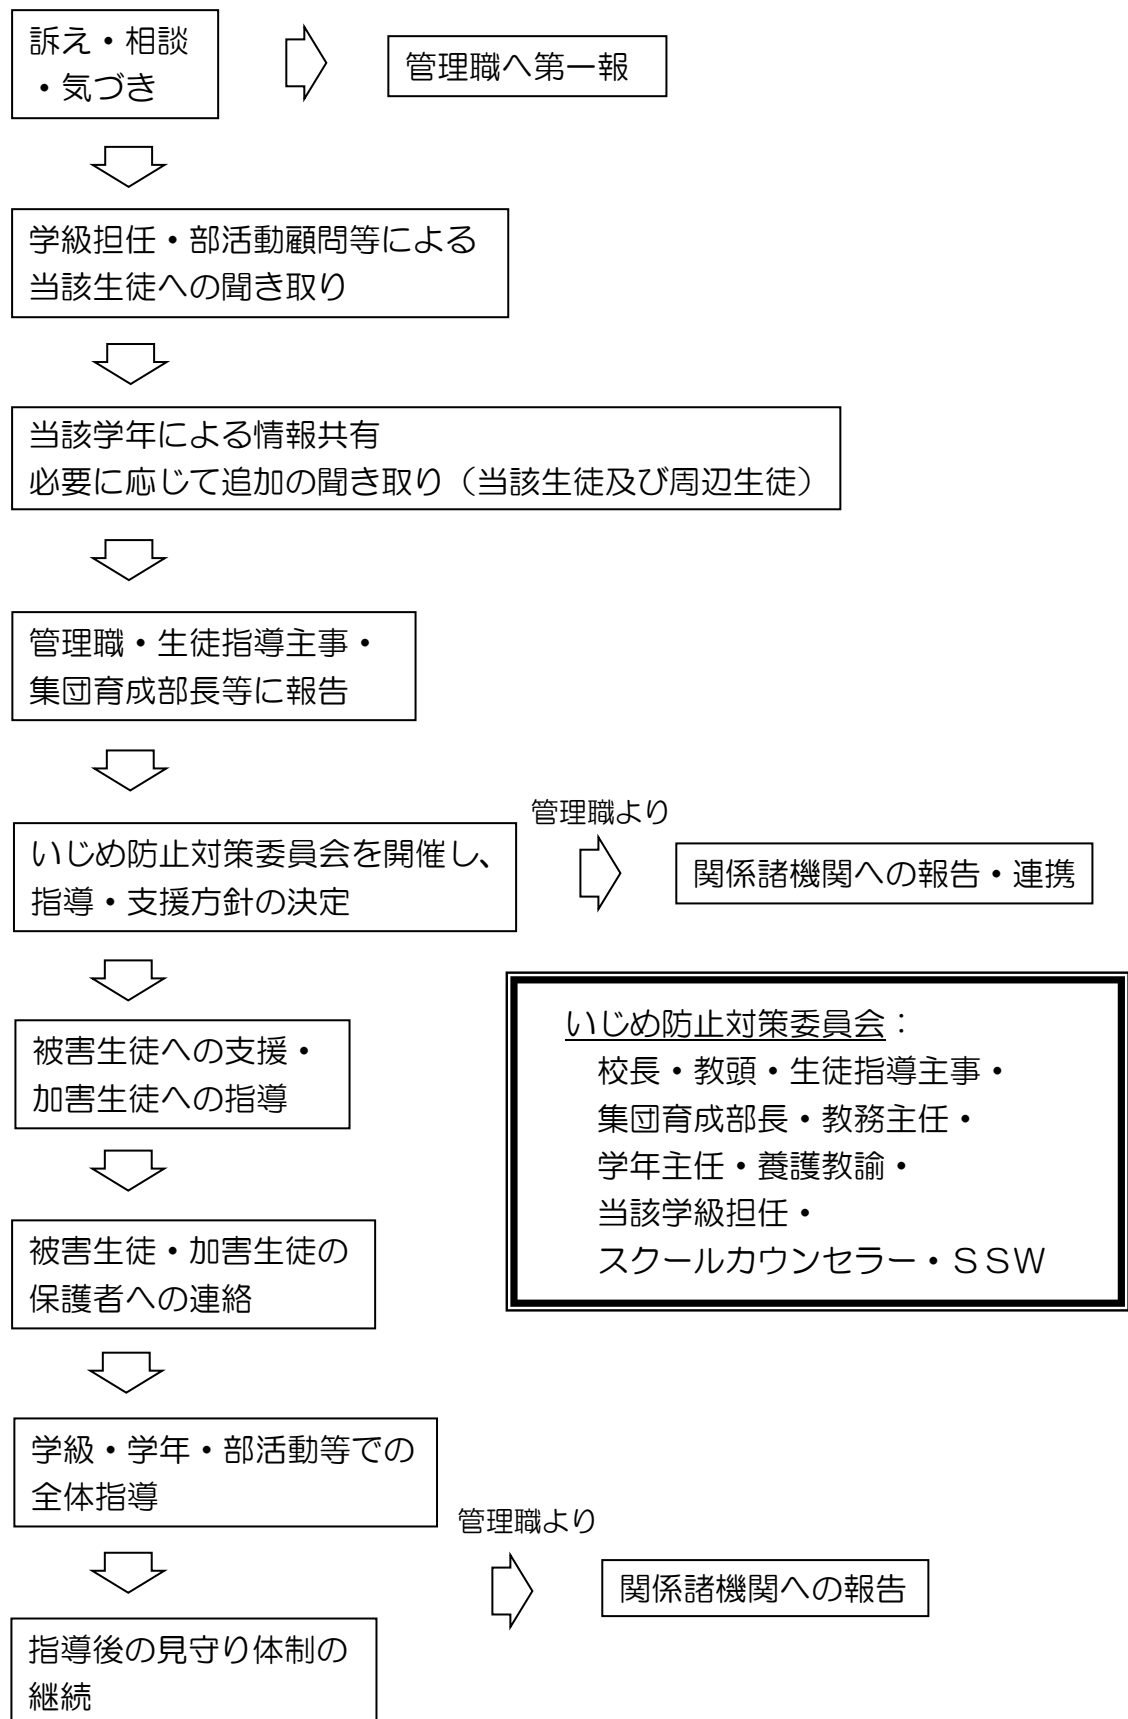 訴え・相談
・気づき
管理職へ第一報
学級担任・部活動顧問等による
当該生徒への聞き取り
当該学年による情報共有
必要に応じて追加の聞き取り（当該生徒及び周辺生徒）
管理職・生徒指導主事・
集団育成部長等に報告
いじめ防止対策委員会を開催し、
指導・支援方針の決定
管理職より
関係諸機関への報告・連携
被害生徒への支援・
加害生徒への指導
いじめ防止対策委員会：
校長・教頭・生徒指導主事・
集団育成部長・教務主任・
学年主任・養護教諭・
当該学級担任・
スクールカウンセラー・ＳＳＷ
被害生徒・加害生徒の
保護者への連絡
学級・学年・部活動等での
全体指導
管理職より
関係諸機関への報告
指導後の見守り体制の
継続